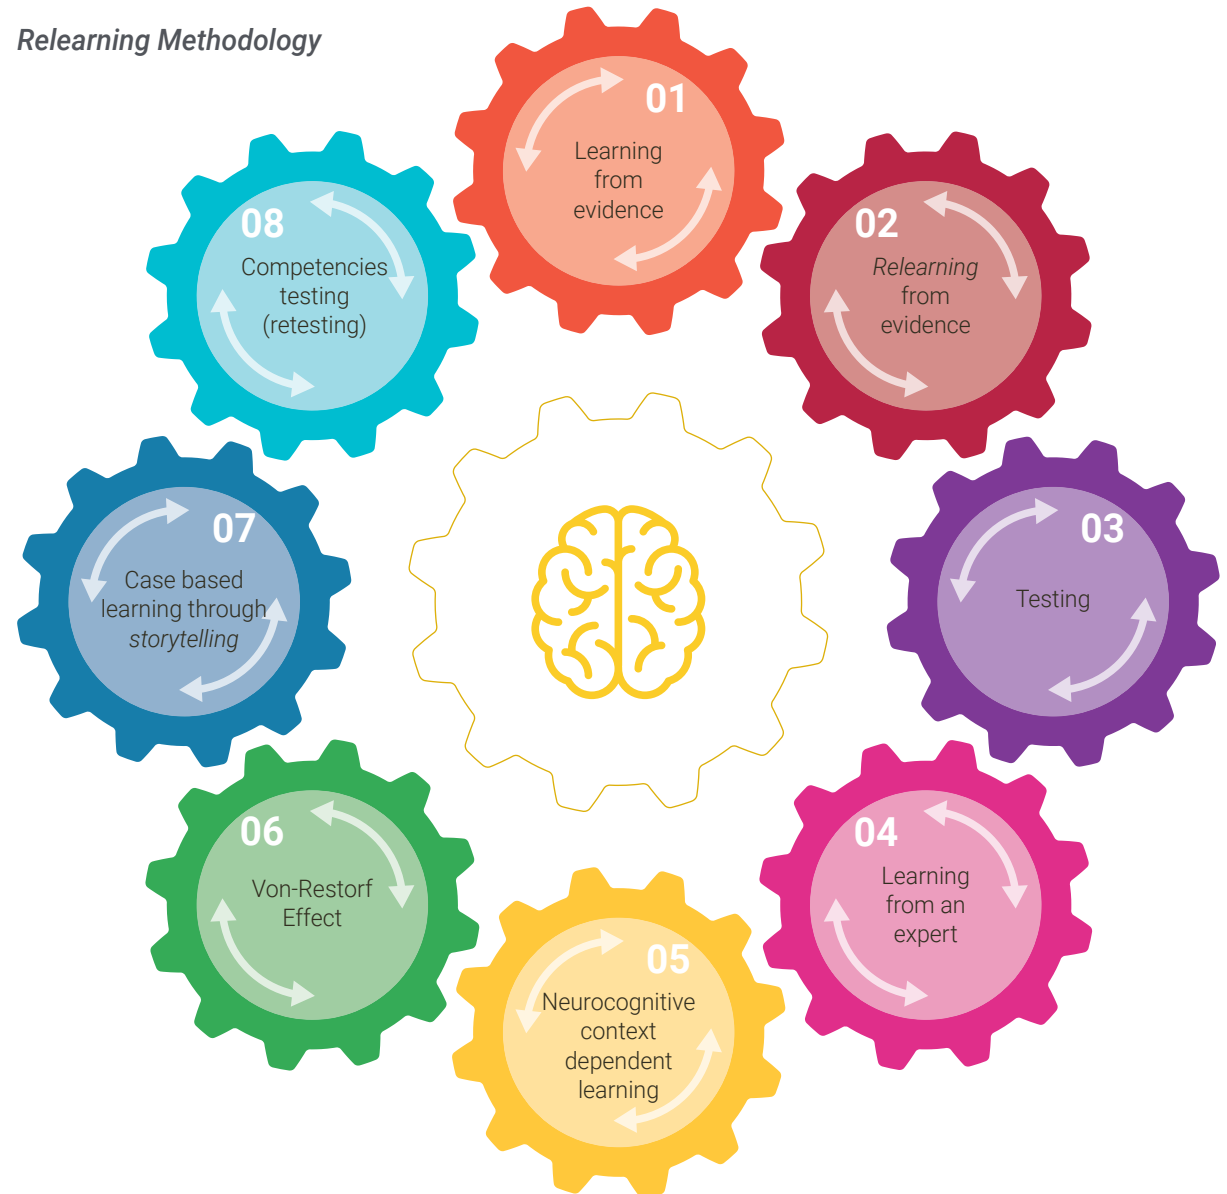 Relearning Methodology
01
Learning
from
evidence
02
Relearning
from
evidence
03
Testing
04
Learning
from an
expert
05
Neurocognitive
context
dependent
learning
06
Von-Restorf
Effect
07
Case based
learning through
storytelling
08
Competencies
testing
(retesting)